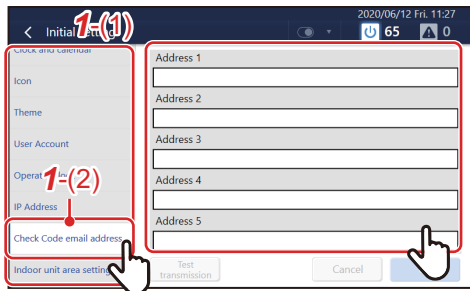 2020/06/12 Fri. 11:27
1-(1)
Initial
65
0
Clock and calendar
Icon
Theme
User Account
1-(2)
IP Address
Check Code email address
Indoor unit area setting
Address 1
Address 2
Address 3
Address 4
Address 5
Test
transmission
Cancel